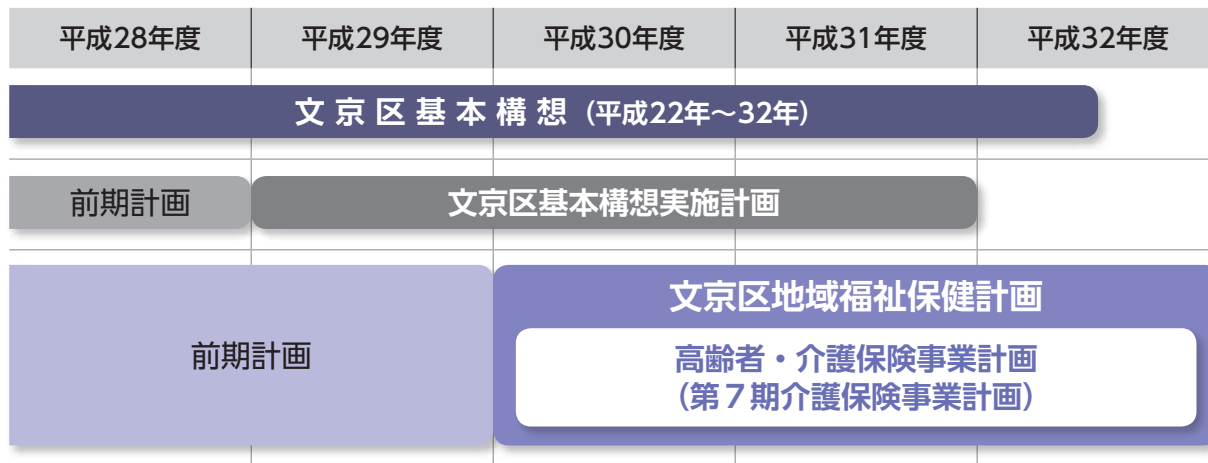 平成28年度 平成29年度 平成30年度 平成31年度 平成32年度
文京区基本構想（平成22年～32年）
前期計画 文京区基本構想実施計画
文京区地域福祉保健計画
前期計画
高齢者・介護保険事業計画
（第７期介護保険事業計画）